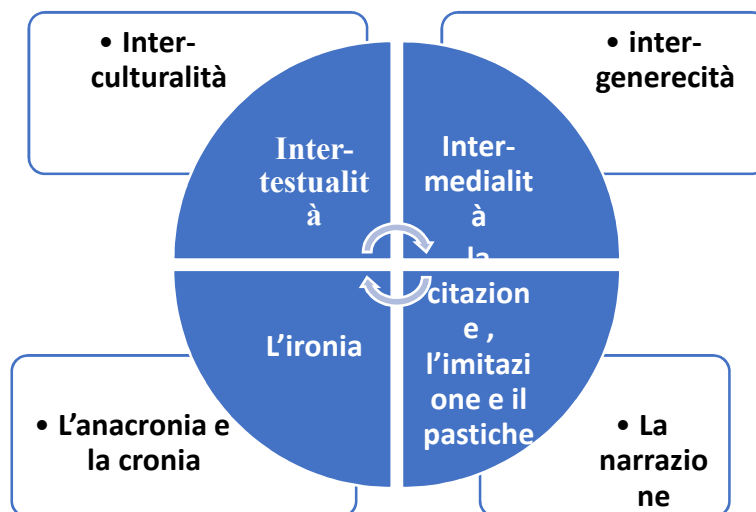 • Inter-
culturalità
• inter-
generecità
Inter-
testualit
à
Inter-
medialit
à
la
citazion
e ,
l’imitazi
one e il
pastiche
L’ironia
• L’anacronia e
la cronia
• La
narrazio
ne